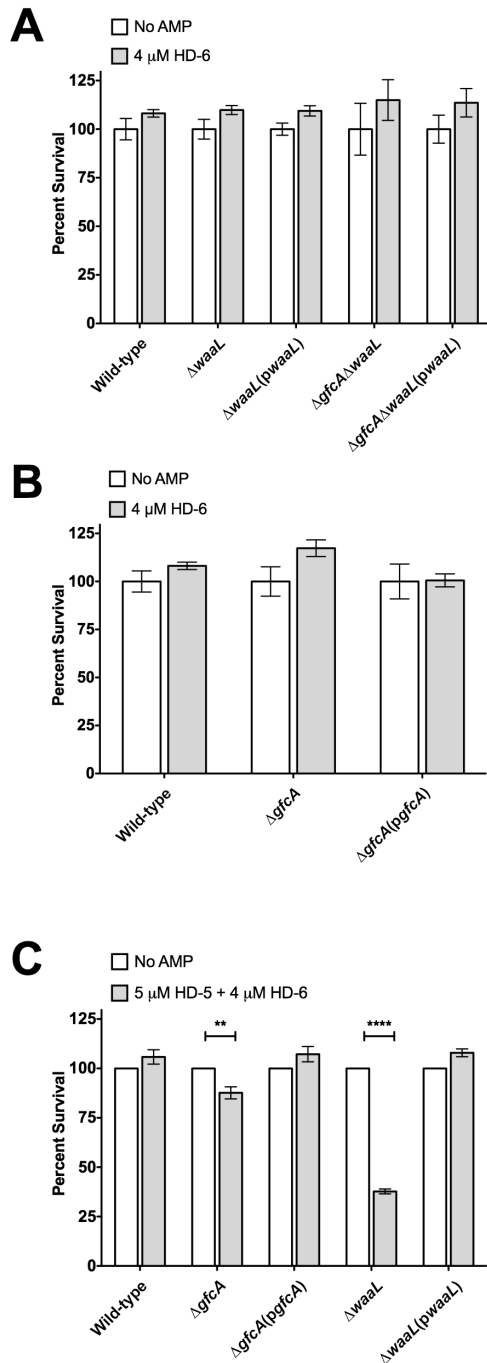 A
No AMP
4 μM HD-6
Percent Survival
125
100
75
50
25
0
Wild-type
ΔwaaL
ΔwaaL(pwaaL)
ΔgfcAΔwaaL
ΔgfcAΔwaaL(pwaaL)
B
No AMP
4 μM HD-6
Percent Survival
125
100
75
50
25
0
Wild-type
ΔgfcA
ΔgfcA(pgfcA)
C
No AMP
5 μM HD-5 + 4 μM HD-6
Percent Survival
125
100
75
50
25
0
**
****
Wild-type
ΔgfcA
ΔgfcA(pgfcA)
ΔwaaL
ΔwaaL(pwaaL)